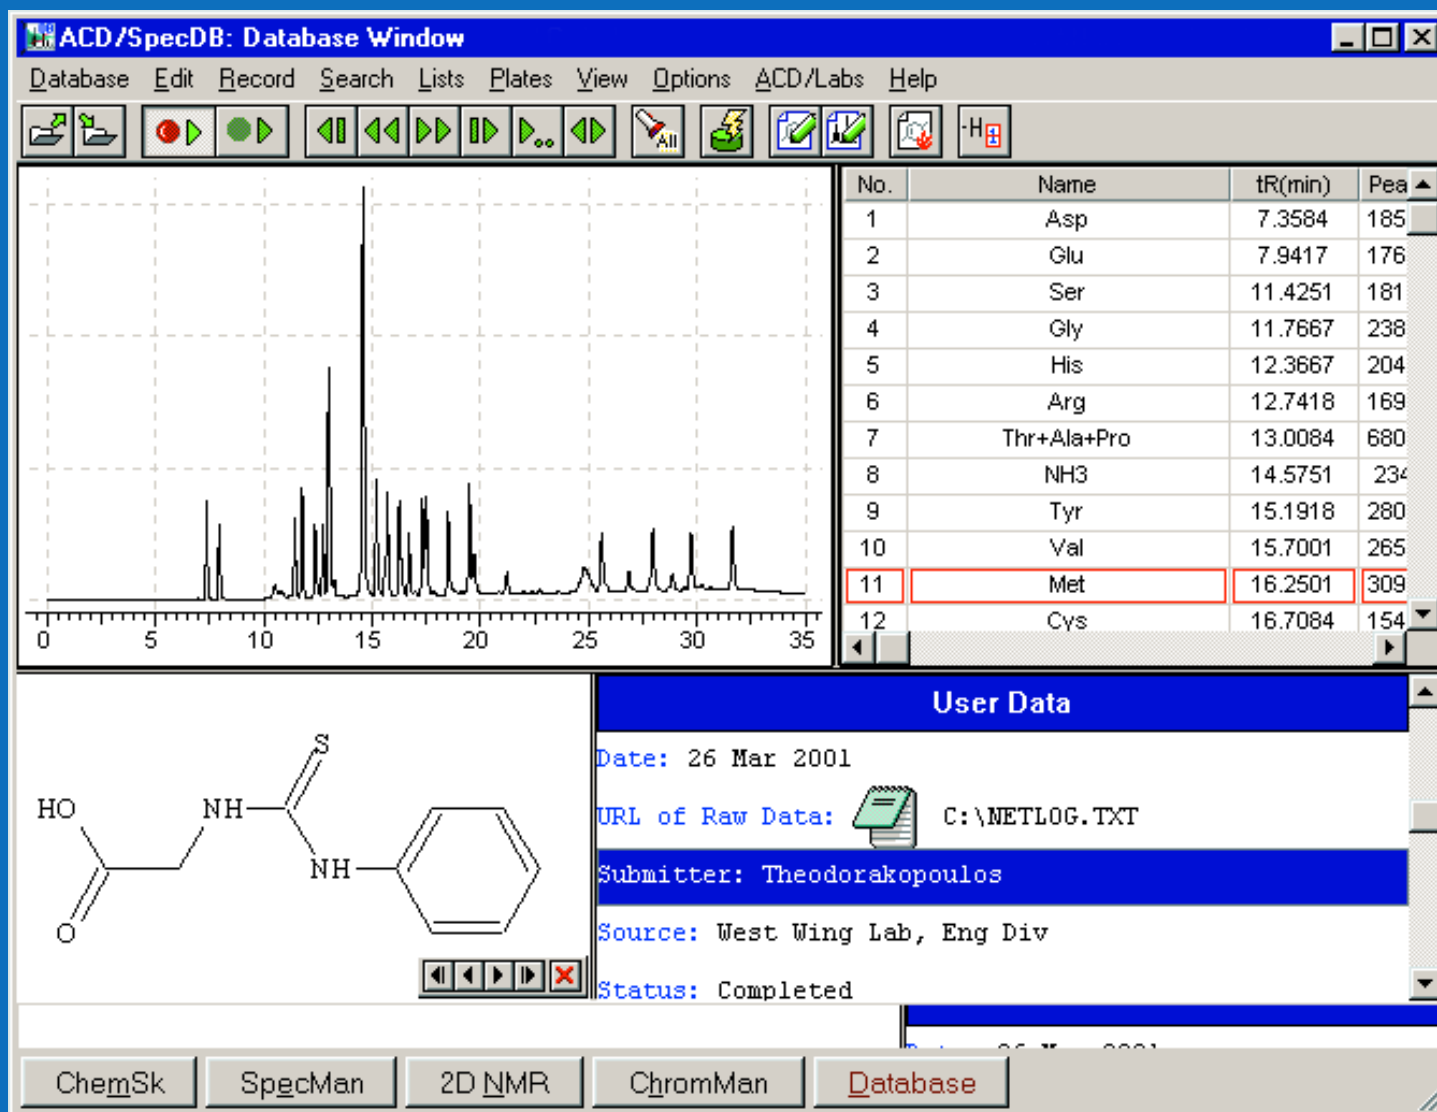 ACD/SpecDB: Database Window
Database Edit Record Search Lists Plates View Options ACD/Labs Help
All
-H
No. Name tR(min) Pea
1 Asp 7.3584 185
2 Glu 7.9417 176
3 Ser 11.4251 181
4 Gly 11.7667 238
5 His 12.3667 204
6 Arg 12.7418 169
7 Thr+Ala+Pro 13.0084 680
8 NH3 14.5751 234
9 Tyr 15.1918 280
10 Val 15.7001 265
11 Met 16.2501 309
12 Cys 16.7084 154
0 5 10 15 20 25 30 35
S
HO
NH
NH
O
User Data
Date: 26 Mar 2001
URL of Raw Data: C:\NETLOG.TXT
Submitter: Theodorakopoulos
Source: West Wing Lab, Eng Div
Status: Completed
ChemSk SpecMan 2D NMR ChromMan Database